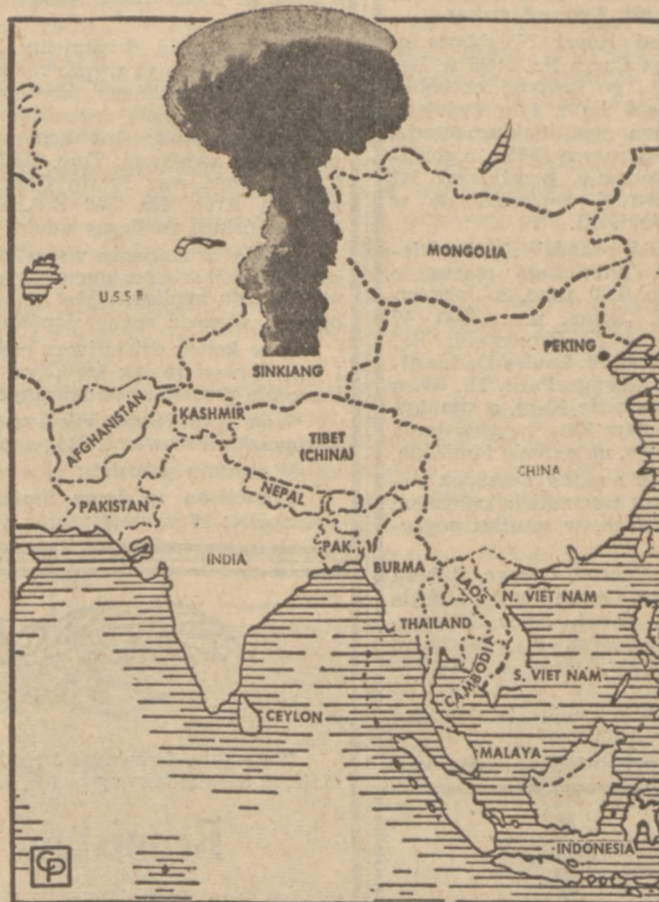 MONGOLIA
U.S.S.R.
PEKING
SINKIANG
AFGHANISTAN
KASHMIR
TIBET
(CHINA)
CHINA
NEPAL
PAKISTAN
PAK.
INDIA
BURMA
LAOS
N. VIET NAM
THAILAND
CAMBODIA
S. VIET NAM
CEYLON
MALAYA
INDONESIA
CP